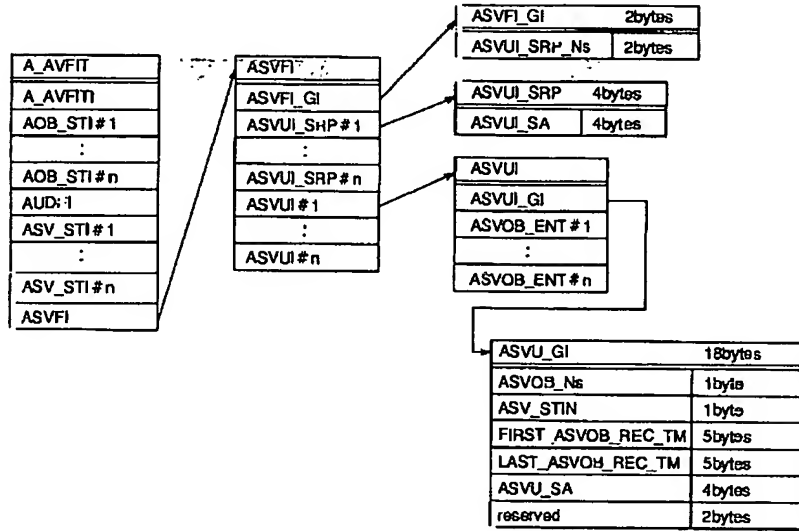 A_AVFIT
A_AVFITI
AOB_STI#1
:
AOB_STI#n
ASV_STI#1
:
ASV_STI#n
ASVFI
ASVFI
ASVFI_GI
ASVUI_SRP#1
:
ASVUI_SRP#n
ASVUI#1
:
ASVUI#n
ASVFI_GI 2bytes
ASVUI_SRP_Ns 2bytes
ASVUI_SRP 4bytes
ASVUI_SA 4bytes
ASVUI
ASVUI_GI
ASVOB_ENT#1
:
ASVOB_ENT#n
ASVU_GI 18bytes
ASVOB_Ns 1byte
ASV_STIN 1byte
FIRST_ASVOB_REC_TM 5bytes
LAST_ASVOB_REC_TM 5bytes
ASVU_SA 4bytes
reserved 2bytes